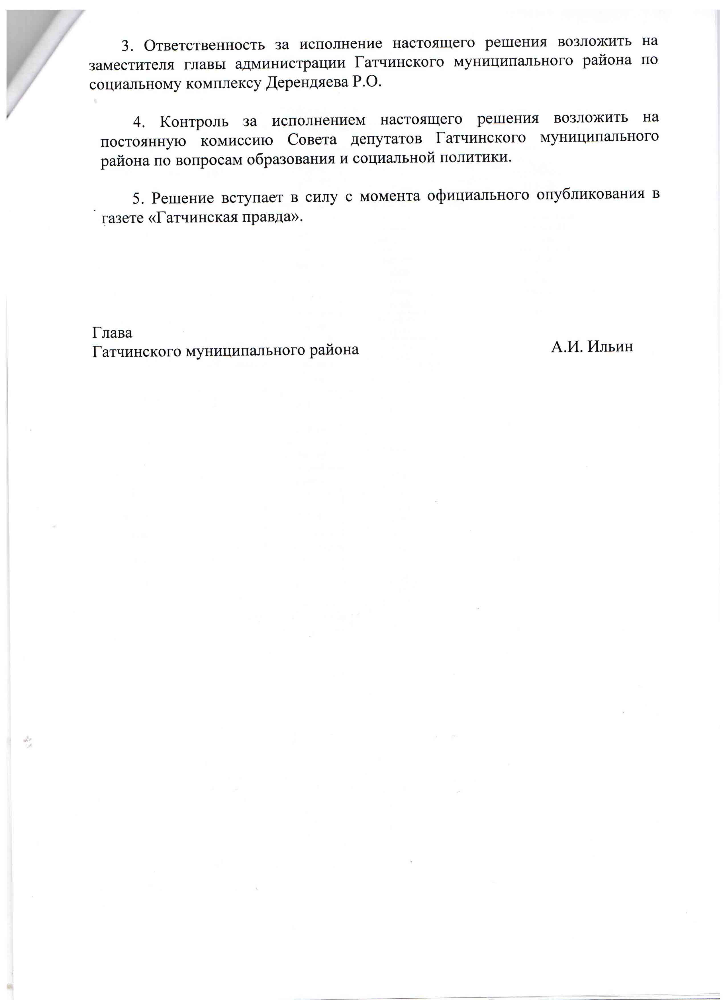 3. Ответственность за исполнение настоящего решения возложить на
заместителя главы администрации Гатчинского муниципального района по
социальному комплексу Дерендяева Р.О.
4. Контроль за исполнением настоящего решения возложить на
постоянную комиссию Совета депутатов Гатчинского муниципального
района по вопросам образования и социальной политики.
5. Решение вступает в силу с момента официального опубликования в
газете «Гатчинская правда».
Глава
Гатчинского муниципального района А.И. Ильин